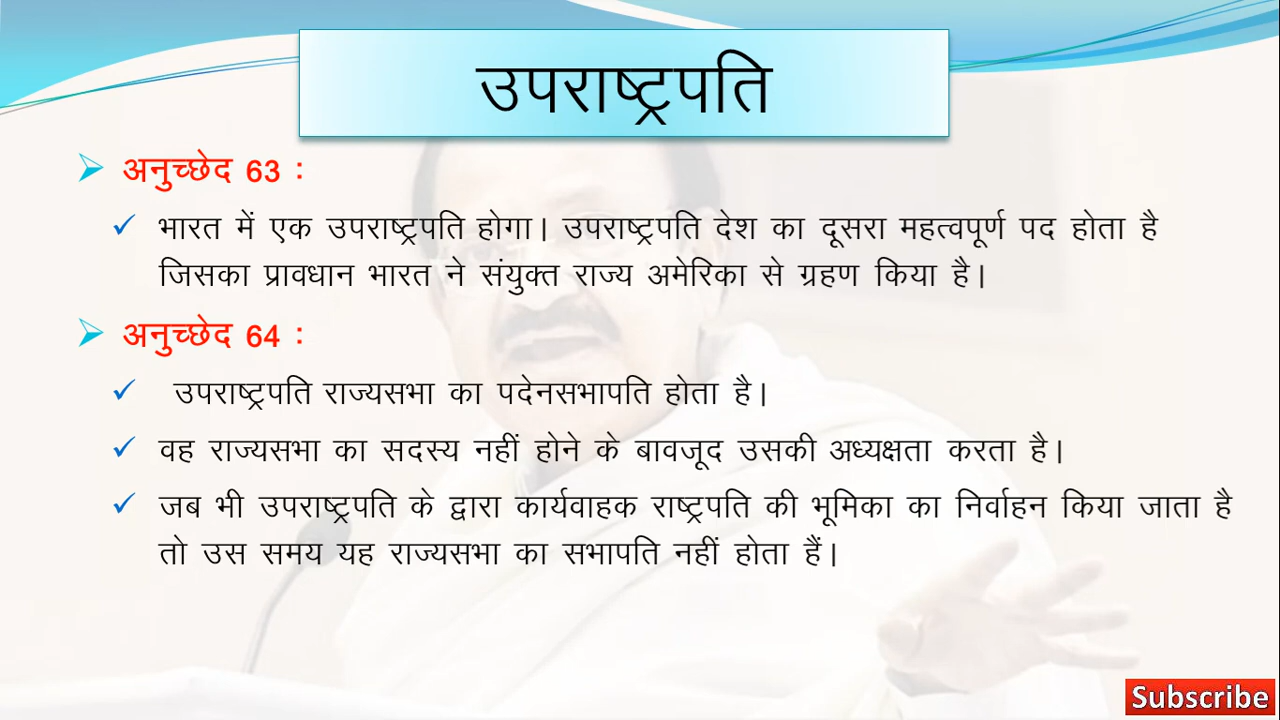 उपराष्ट्रपति
अनुच्छेद 63 :
भारत में एक उपराष्ट्रपति होगा। उपराष्ट्रपति देश का दूसरा महत्वपूर्ण पद होता है
जिसका प्रावधान भारत ने संयुक्त राज्य अमेरिका से ग्रहण किया है।
अनुच्छेद 64 :
उपराष्ट्रपति राज्यसभा का पदेनसभापति होता है।
वह राज्यसभा का सदस्य नहीं होने के बावजूद उसकी अध्यक्षता करता है।
जब भी उपराष्ट्रपति के द्वारा कार्यवाहक राष्ट्रपति की भूमिका का निर्वाहन किया जाता है
तो उस समय यह राज्यसभा का सभापति नहीं होता हैं।
Subscribe